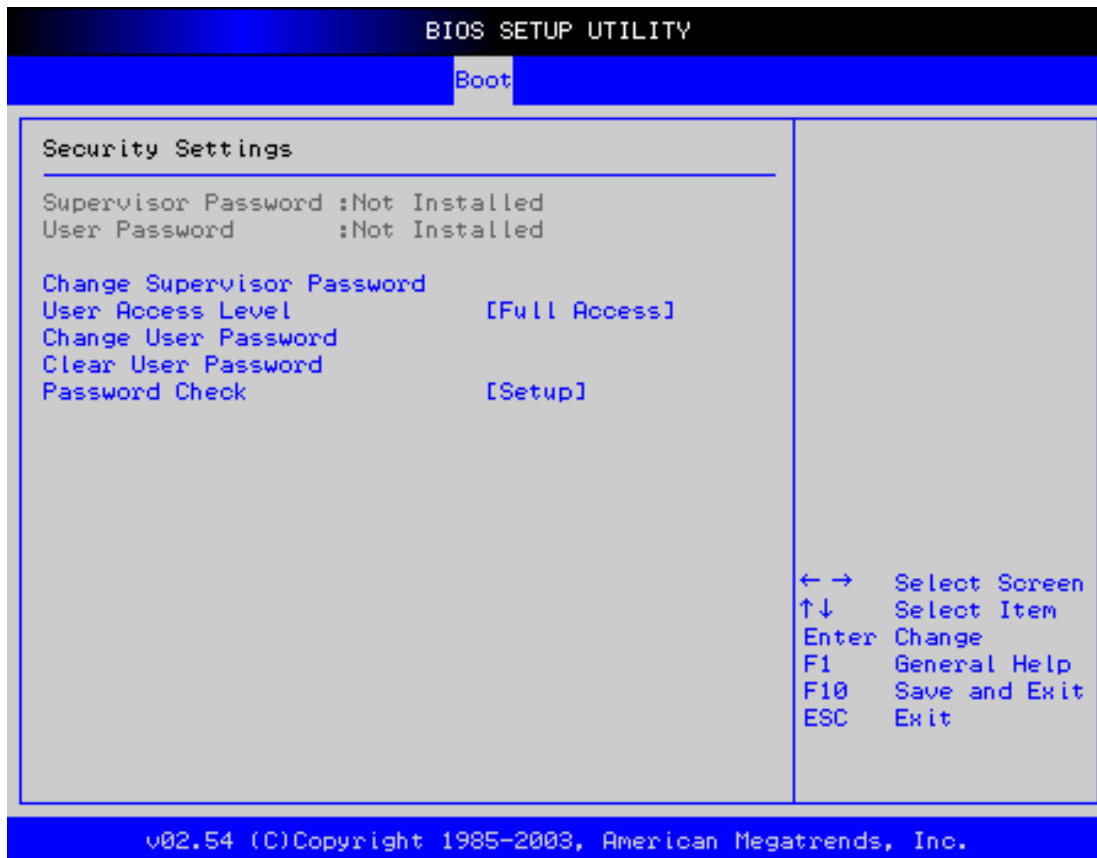 BIOS SETUP UTILITY
Boot
Security Settings
Supervisor Password :Not Installed
User Password :Not Installed
Change Supervisor Password
User Access Level [Full Access]
Change User Password
Clear User Password
Password Check [Setup]
← → Select Screen
↑↓ Select Item
Enter Change
F1 General Help
F10 Save and Exit
ESC Exit
v02.54 (C)Copyright 1985-2003, American Megatrends, Inc.